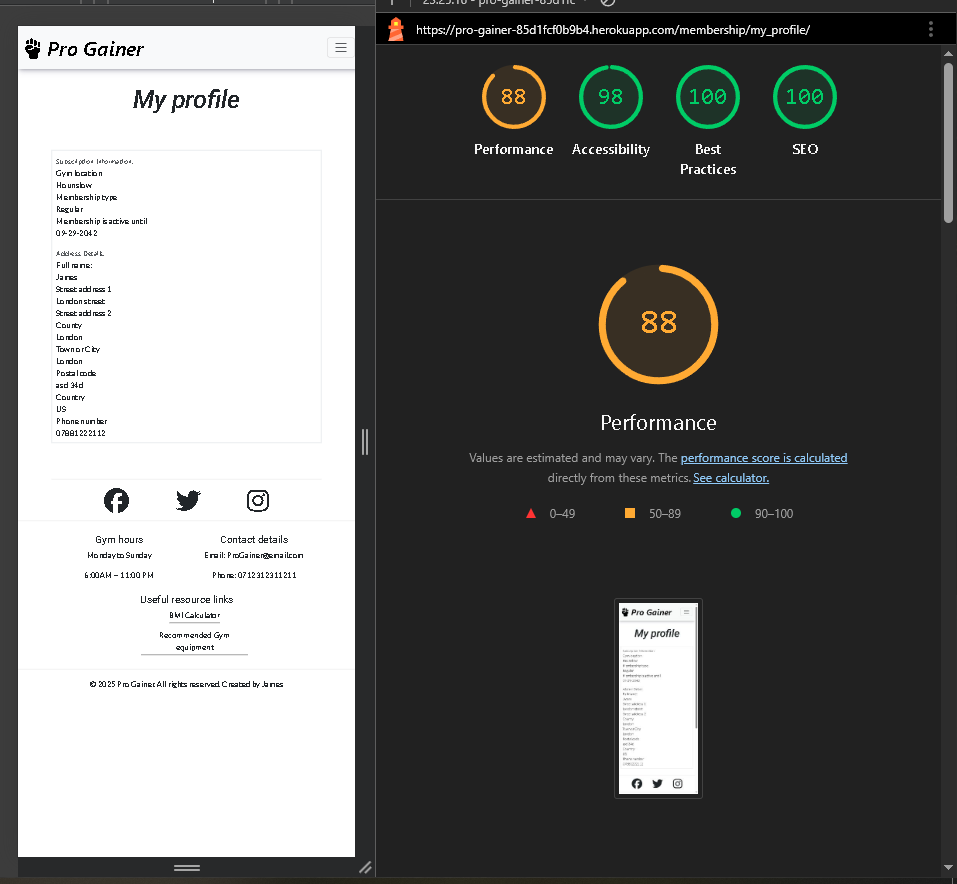 https://pro-gainer-85d1fcf0b9b4.herokuapp.com/membership/my_profile/
Pro Gainer
My profile
Subscription Information:
Gym location
Hounslow
Membership type
Regular
Membership is active until
09-29-2042
Address Details:
Full name:
James
Street address 1
London street
Street address 2
County
London
Town or City
London
Postal code
asd 34d
Country
US
Phone number
07881222112
Gym hours
Monday to Sunday
6:00AM – 11:00 PM
Contact details
Email: ProGainer@email.com
Phone: 0712312311211
Useful resource links
BMI Calculator
Recommended Gym
equipment
© 2025 Pro Gainer. All rights reserved. Created by James
88
98
100
100
Performance
Accessibility
Best
Practices
SEO
88
Performance
Values are estimated and may vary. The performance score is calculated
directly from these metrics. See calculator.
0–49
50–89
90–100
Pro Gainer
My profile